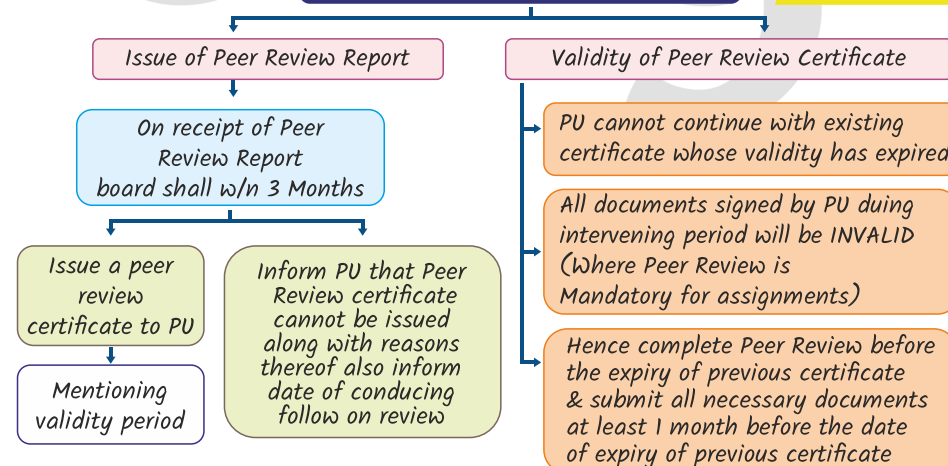 Issue of Peer Review Report
On receipt of Peer
Review Report
board shall w/n 3 Months
Issue a peer
review
certificate to PU
Mentioning
validity period
Inform PU that Peer
Review certificate
cannot be issued
along with reasons
thereof also inform
date of conducing
follow on review
Validity of Peer Review Certificate
PU cannot continue with existing
certificate whose validity has expired
All documents signed by PU duing
intervening period will be INVALID
(Where Peer Review is
Mandatory for assignments)
Hence complete Peer Review before
the expiry of previous certificate
& submit all necessary documents
at least 1 month before the date
of expiry of previous certificate